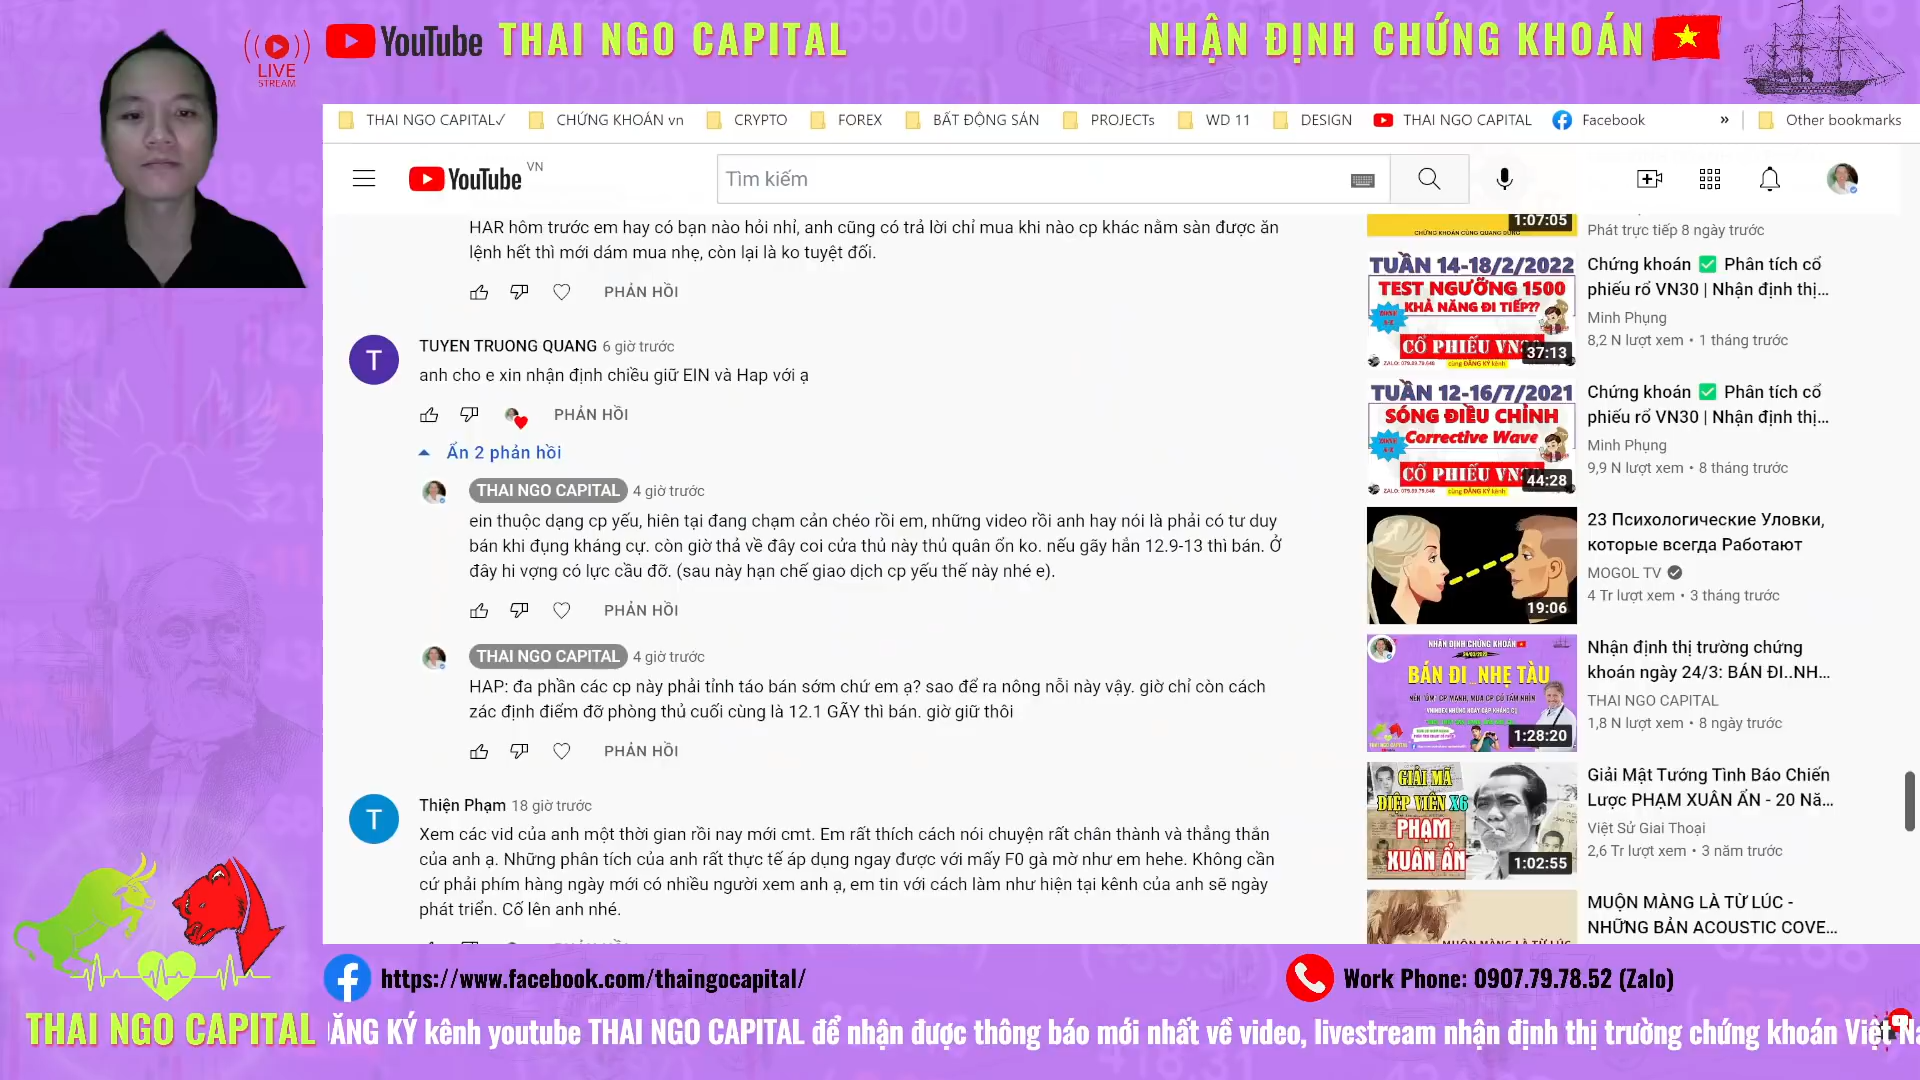 LIVE
STREAM
YouTube THAI NGO CAPITAL
NHẬN ĐỊNH CHỨNG KHOÁN
THAI NGO CAPITAL✓
CHỨNG KHOÁN vn
CRYPTO
FOREX
BẤT ĐỘNG SẢN
PROJECTs
WD 11
DESIGN
THAI NGO CAPITAL
Facebook
»
Other bookmarks
YouTube VN
Tìm kiếm
HAR hôm trước em hay có bạn nào hỏi nhỉ, anh cũng có trả lời chỉ mua khi nào cp khác nằm sàn được ăn
lệnh hết thì mới dám mua nhẹ, còn lại là ko tuyệt đối.
PHẢN HỒI
T
TUYEN TRUONG QUANG 6 giờ trước
anh cho e xin nhận định chiều giữ EIN và Hap với ạ
PHẢN HỒI
Ẩn 2 phản hồi
THAI NGO CAPITAL 4 giờ trước
ein thuộc dạng cp yếu, hiên tại đang chạm cản chéo rồi em, những video rồi anh hay nói là phải có tư duy
bán khi đụng kháng cự. còn giờ thả về đây coi cửa thủ này thủ quân ổn ko. nếu gãy hẳn 12.9-13 thì bán. Ở
đây hi vợng có lực cầu đỡ. (sau này hạn chế giao dịch cp yếu thế này nhé e).
PHẢN HỒI
THAI NGO CAPITAL 4 giờ trước
HAP: đa phần các cp này phải tỉnh táo bán sớm chứ em ạ? sao để ra nông nỗi này vậy. giờ chỉ còn cách
zác định điểm đỡ phòng thủ cuối cùng là 12.1 GÃY thì bán. giờ giữ thôi
PHẢN HỒI
T
Thiện Phạm 18 giờ trước
Xem các vid của anh một thời gian rồi nay mới cmt. Em rất thích cách nói chuyện rất chân thành và thẳng thắn
của anh ạ. Những phân tích của anh rất thực tế áp dụng ngay được với mấy F0 gà mờ như em hehe. Không cần
cứ phải phím hàng ngày mới có nhiều người xem anh ạ, em tin với cách làm như hiện tại kênh của anh sẽ ngày
phát triển. Cố lên anh nhé.
CHỨNG KHOÁN CÙNG QUANG DŨNG
1:07:05
Phát trực tiếp 8 ngày trước
TUẦN 14-18/2/2022
TEST NGƯỠNG 1500
KHẢ NĂNG ĐI TIẾP??
CỔ PHIẾU VN30
37:13
Chứng khoán ✅ Phân tích cổ
phiếu rổ VN30 | Nhận định thị...
Minh Phụng
8,2 N lượt xem • 1 tháng trước
TUẦN 12-16/7/2021
SÓNG ĐIỀU CHỈNH
Corrective Wave
CỔ PHIẾU VN30
44:28
Chứng khoán ✅ Phân tích cổ
phiếu rổ VN30 | Nhận định thị...
Minh Phụng
9,9 N lượt xem • 8 tháng trước
19:06
23 Психологические Уловки,
которые всегда Работают
MOGOL TV
4 Tr lượt xem • 3 tháng trước
NHẬN ĐỊNH CHỨNG KHOÁN
24/03/2022
BÁN ĐI _NHẸ TÀU
1:28:20
Nhận định thị trường chứng
khoán ngày 24/3: BÁN ĐI..NH...
THAI NGO CAPITAL
1,8 N lượt xem • 8 ngày trước
GIẢI MÃ
ĐIỆP VIÊN X6
PHẠM
XUÂN ẨN
1:02:55
Giải Mật Tướng Tình Báo Chiến
Lược PHẠM XUÂN ẨN - 20 Nă...
Việt Sử Giai Thoại
2,6 Tr lượt xem • 3 năm trước
MUỘN MÀNG LÀ TỪ LÚC -
NHỮNG BẢN ACOUSTIC COVE...
https://www.facebook.com/thaingocapital/
Work Phone: 0907.79.78.52 (Zalo)
THAI NGO CAPITAL
ĐĂNG KÝ kênh youtube THAI NGO CAPITAL để nhận được thông báo mới nhất về video, livestream nhận định thị trường chứng khoán Việt Na